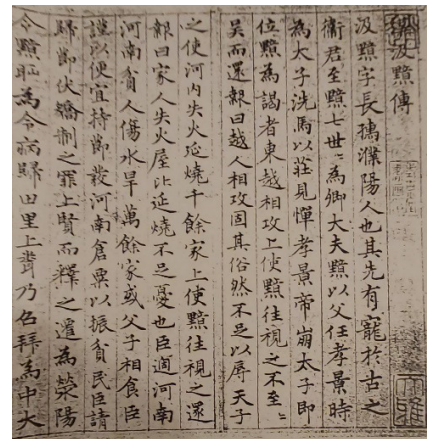 汲黯傳
汲黯字長孺濮陽人也其先有寵於古之
衞君至黯七世〻為卿大夫黯以父任孝景時
為太子洗馬以莊見憚孝景帝崩太子即
位黯為謁者東越相攻上使黯往視之不至〻
吳而還報曰越人相攻固其俗然不足以辱天子
之使河內失火延燒千餘家上使黯往視之還
報曰家人失火屋比延燒不足憂也臣適河南
河南貧人傷水旱萬餘家或父子相食臣
謹以便宜持節發河南倉粟以振貧民臣請
歸節伏矯制之罪上賢而釋之遷為滎陽
令黯恥為令病歸田里上聞乃召拜為中大